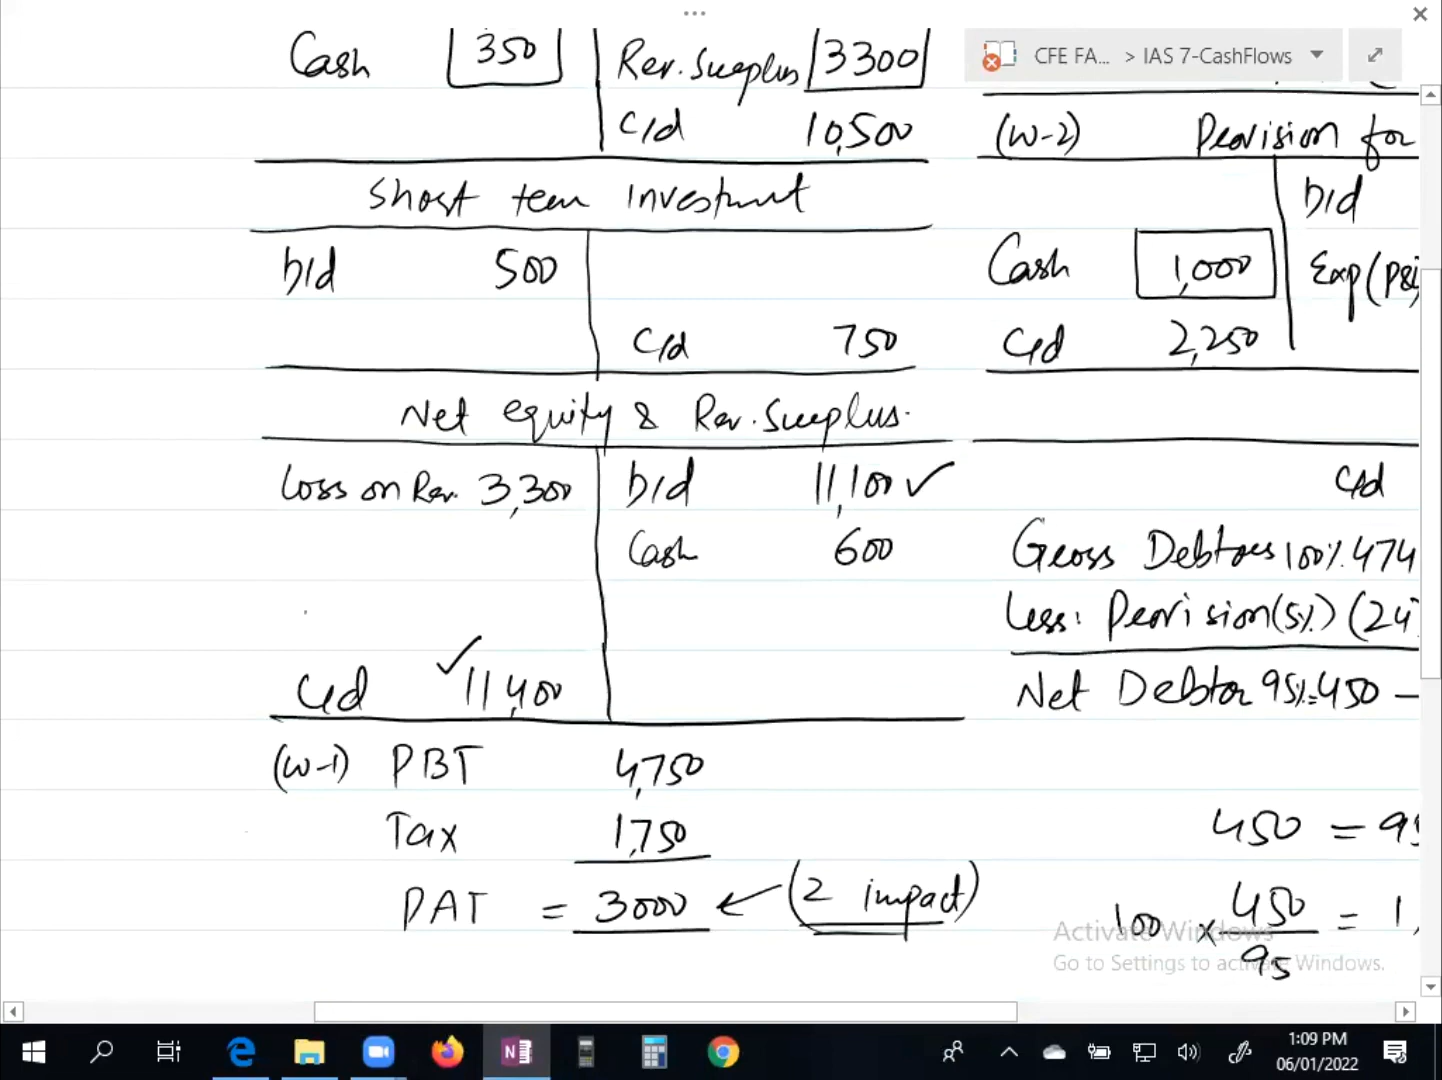 Cash 350 Rev. Surplus 3300
CFE FA... > IAS 7-CashFlows
c/d 10,500
(W-2) Provision for
Short term Investment
b/d
b/d 500
Cash 1,000 Exp (P&
c/d 750
c/d 2,250
Net equity & Rev. Surplus.
Loss on Rev. 3,300 b/d 11,100 ✓
c/d
Cash 600
Gross Debtors 100% 474
Less: Provision (5%) (24
c/d ✓ 11,400
Net Debtor 95% = 450 –
(W-1) PBT 4,750
Tax 1,750
450 = 95
PAT = 3000 ← (2 impact)
100 × 450 = 1
95
Activate Windows
Go to Settings to activate Windows.
1:09 PM
06/01/2022